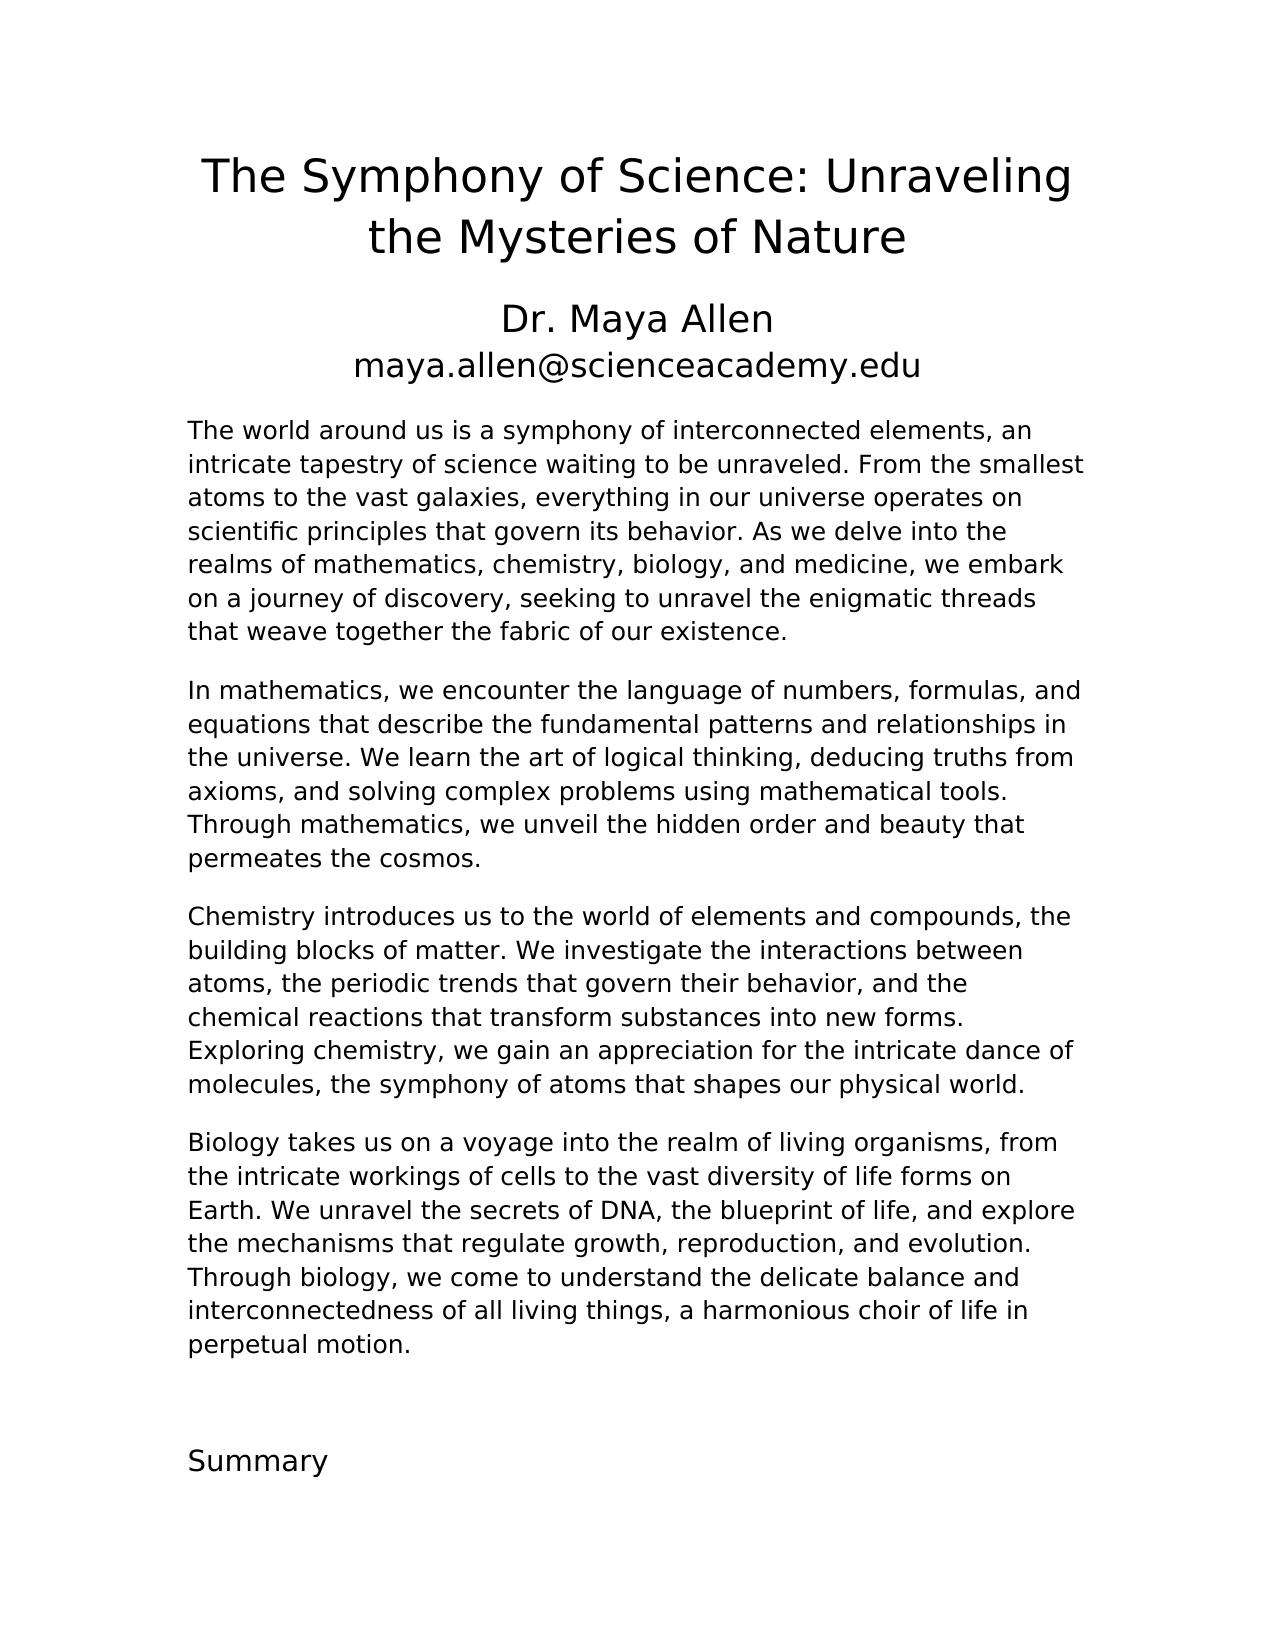 The Symphony of Science: Unraveling
the Mysteries of Nature
Dr. Maya Allen
maya.allen@scienceacademy.edu
The world around us is a symphony of interconnected elements, an
intricate tapestry of science waiting to be unraveled. From the smallest
atoms to the vast galaxies, everything in our universe operates on
scientific principles that govern its behavior. As we delve into the
realms of mathematics, chemistry, biology, and medicine, we embark
on a journey of discovery, seeking to unravel the enigmatic threads
that weave together the fabric of our existence.
In mathematics, we encounter the language of numbers, formulas, and
equations that describe the fundamental patterns and relationships in
the universe. We learn the art of logical thinking, deducing truths from
axioms, and solving complex problems using mathematical tools.
Through mathematics, we unveil the hidden order and beauty that
permeates the cosmos.
Chemistry introduces us to the world of elements and compounds, the
building blocks of matter. We investigate the interactions between
atoms, the periodic trends that govern their behavior, and the
chemical reactions that transform substances into new forms.
Exploring chemistry, we gain an appreciation for the intricate dance of
molecules, the symphony of atoms that shapes our physical world.
Biology takes us on a voyage into the realm of living organisms, from
the intricate workings of cells to the vast diversity of life forms on
Earth. We unravel the secrets of DNA, the blueprint of life, and explore
the mechanisms that regulate growth, reproduction, and evolution.
Through biology, we come to understand the delicate balance and
interconnectedness of all living things, a harmonious choir of life in
perpetual motion.
Summary